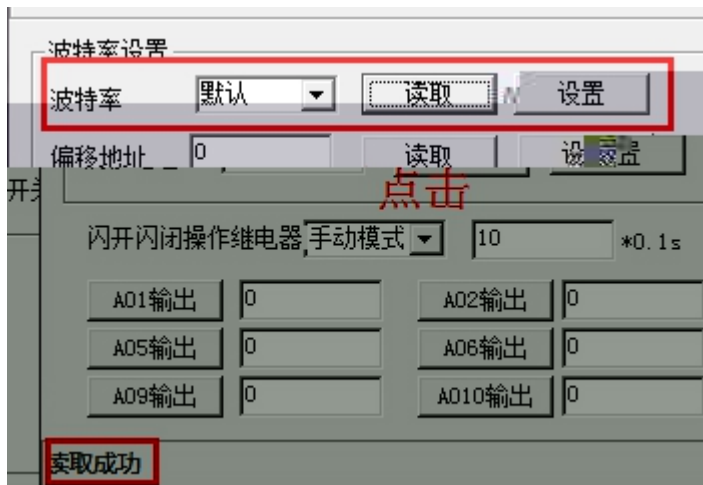 波特率设置
波特率 默认 读取 设置
偏移地址 0 读取 设置
点击
闪开闪闭操作继电器 手动模式 10 *0.1s
A01输出 0 A02输出 0
A05输出 0 A06输出 0
A09输出 0 A010输出 0
读取成功